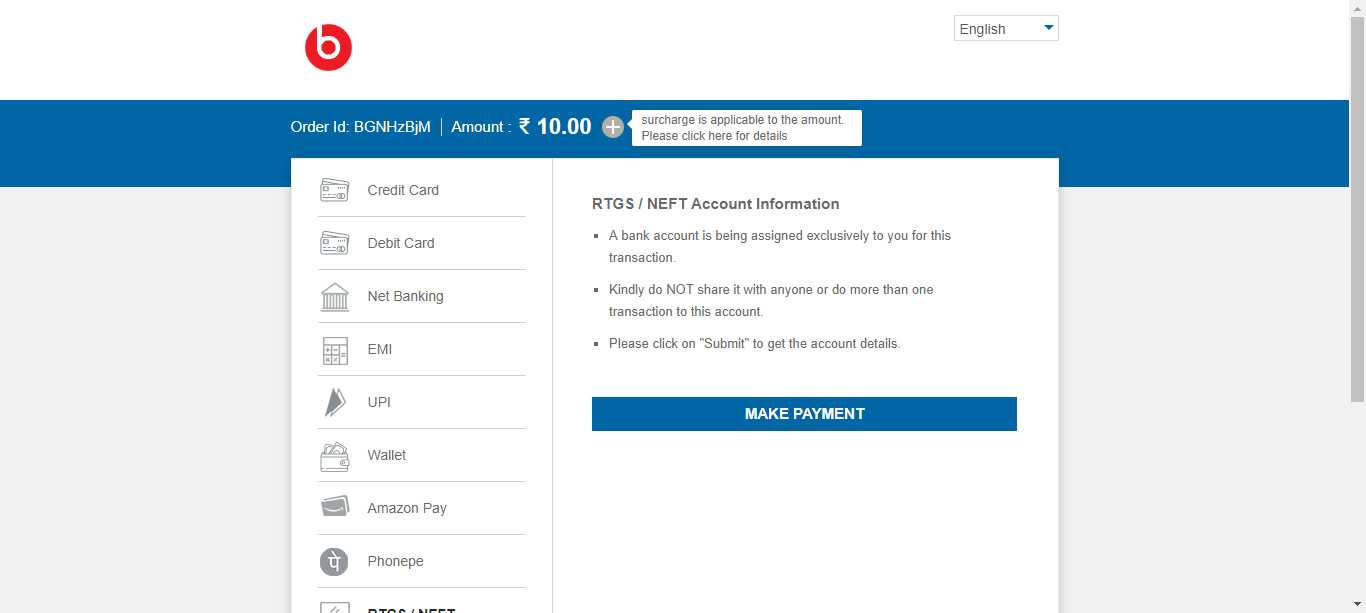 b
English
Order Id: BGNHzBjM Amount : ₹ 10.00
surcharge is applicable to the amount.
Please click here for details
Credit Card
Debit Card
Net Banking
EMI
UPI
Wallet
Amazon Pay
Phonepe
RTGS / NEFT
RTGS / NEFT Account Information
A bank account is being assigned exclusively to you for this
transaction.
Kindly do NOT share it with anyone or do more than one
transaction to this account.
Please click on "Submit" to get the account details.
MAKE PAYMENT